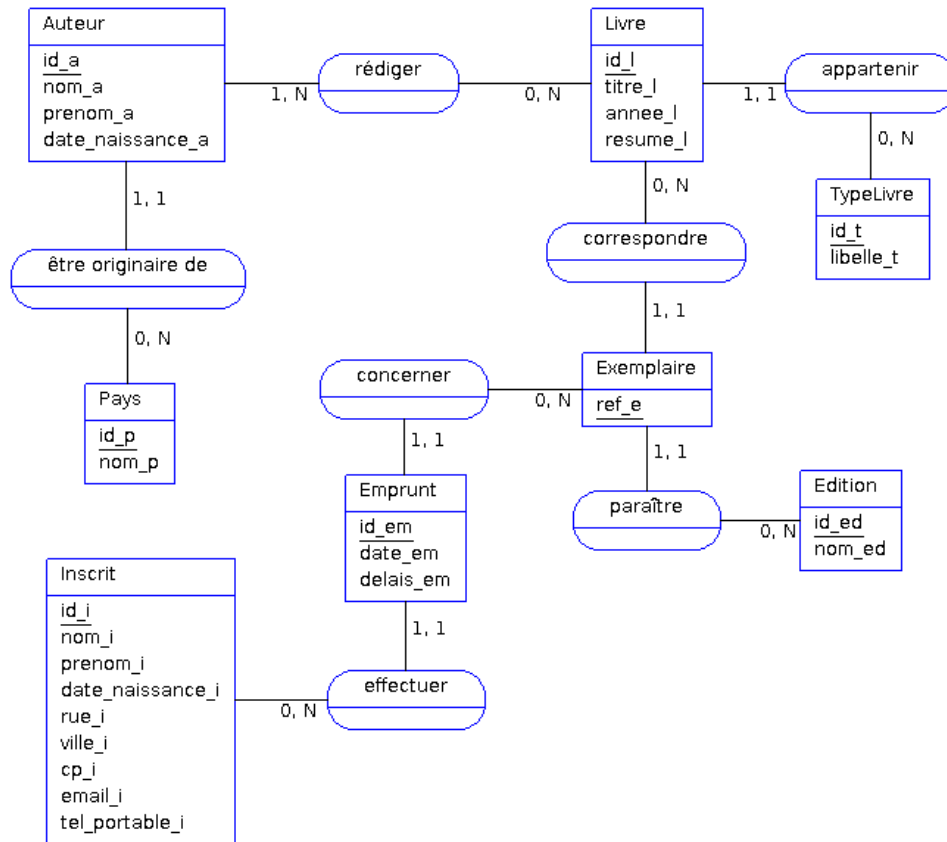 Auteur
id_a
nom_a
prenom_a
date_naissance_a
1, N
rédiger
0, N
Livre
id_l
titre_l
annee_l
resume_l
1, 1
appartenir
0, N
TypeLivre
id_t
libelle_t
1, 1
être originaire de
0, N
Pays
id_p
nom_p
0, N
correspondre
1, 1
Exemplaire
ref_e
0, N
concerner
1, 1
Emprunt
id_em
date_em
delais_em
1, 1
paraître
0, N
Edition
id_ed
nom_ed
1, 1
effectuer
0, N
Inscrit
id_i
nom_i
prenom_i
date_naissance_i
rue_i
ville_i
cp_i
email_i
tel_portable_i